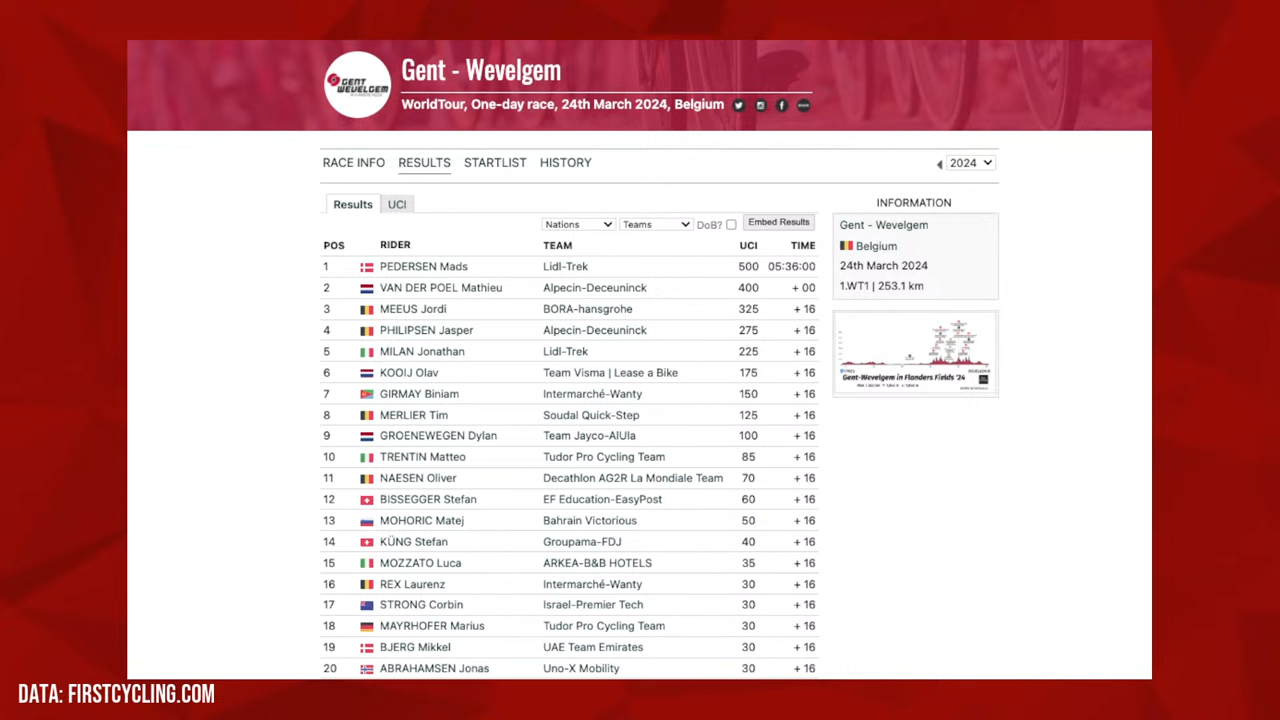 GENT WEVELGEM
Gent - Wevelgem
WorldTour, One-day race, 24th March 2024, Belgium
RACE INFO RESULTS STARTLIST HISTORY 2024
Results UCI INFORMATION
Nations Teams DoB? Embed Results Gent - Wevelgem
POS RIDER TEAM UCI TIME Belgium
1 PEDERSEN Mads Lidl-Trek 500 05:36:00 24th March 2024
2 VAN DER POEL Mathieu Alpecin-Deceuninck 400 + 00 1.WT1 | 253.1 km
3 MEEUS Jordi BORA-hansgrohe 325 + 16
4 PHILIPSEN Jasper Alpecin-Deceuninck 275 + 16
5 MILAN Jonathan Lidl-Trek 225 + 16
6 KOOIJ Olav Team Visma | Lease a Bike 175 + 16 Gent-Wevelgem in Flanders Fields '24
7 GIRMAY Biniam Intermarché-Wanty 150 + 16
8 MERLIER Tim Soudal Quick-Step 125 + 16
9 GROENEWEGEN Dylan Team Jayco-AlUla 100 + 16
10 TRENTIN Matteo Tudor Pro Cycling Team 85 + 16
11 NAESEN Oliver Decathlon AG2R La Mondiale Team 70 + 16
12 BISSEGGER Stefan EF Education-EasyPost 60 + 16
13 MOHORIC Matej Bahrain Victorious 50 + 16
14 KÜNG Stefan Groupama-FDJ 40 + 16
15 MOZZATO Luca ARKEA-B&B HOTELS 35 + 16
16 REX Laurenz Intermarché-Wanty 30 + 16
17 STRONG Corbin Israel-Premier Tech 30 + 16
18 MAYRHOFER Marius Tudor Pro Cycling Team 30 + 16
19 BJERG Mikkel UAE Team Emirates 30 + 16
20 ABRAHAMSEN Jonas Uno-X Mobility 30 + 16
DATA: FIRSTCYCLING.COM